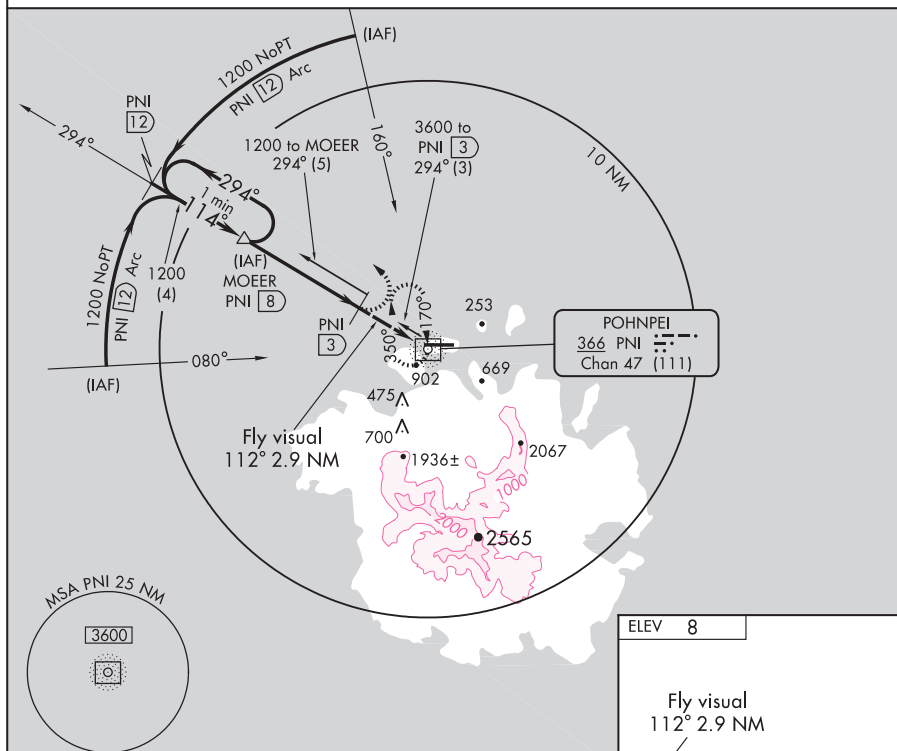 (IAF)
1200 NoPT
PNI 12 Arc
PNI
12
294°
160°
1200 to MOEER
294° (5)
3600 to
PNI 3
294° (3)
10 NM
294°
1 min
114°
1200 NoPT
PNI 12 Arc
1200
(4)
(IAF)
MOEER
PNI 8
PNI
3
350°
170°
253
POHNPEI
366 PNI
Chan 47 (111)
080°
(IAF)
902
669
475
700
Fly visual
112° 2.9 NM
1936±
2067
1000
2000
2565
MSA PNI 25 NM
3600
ELEV 8
Fly visual
112° 2.9 NM